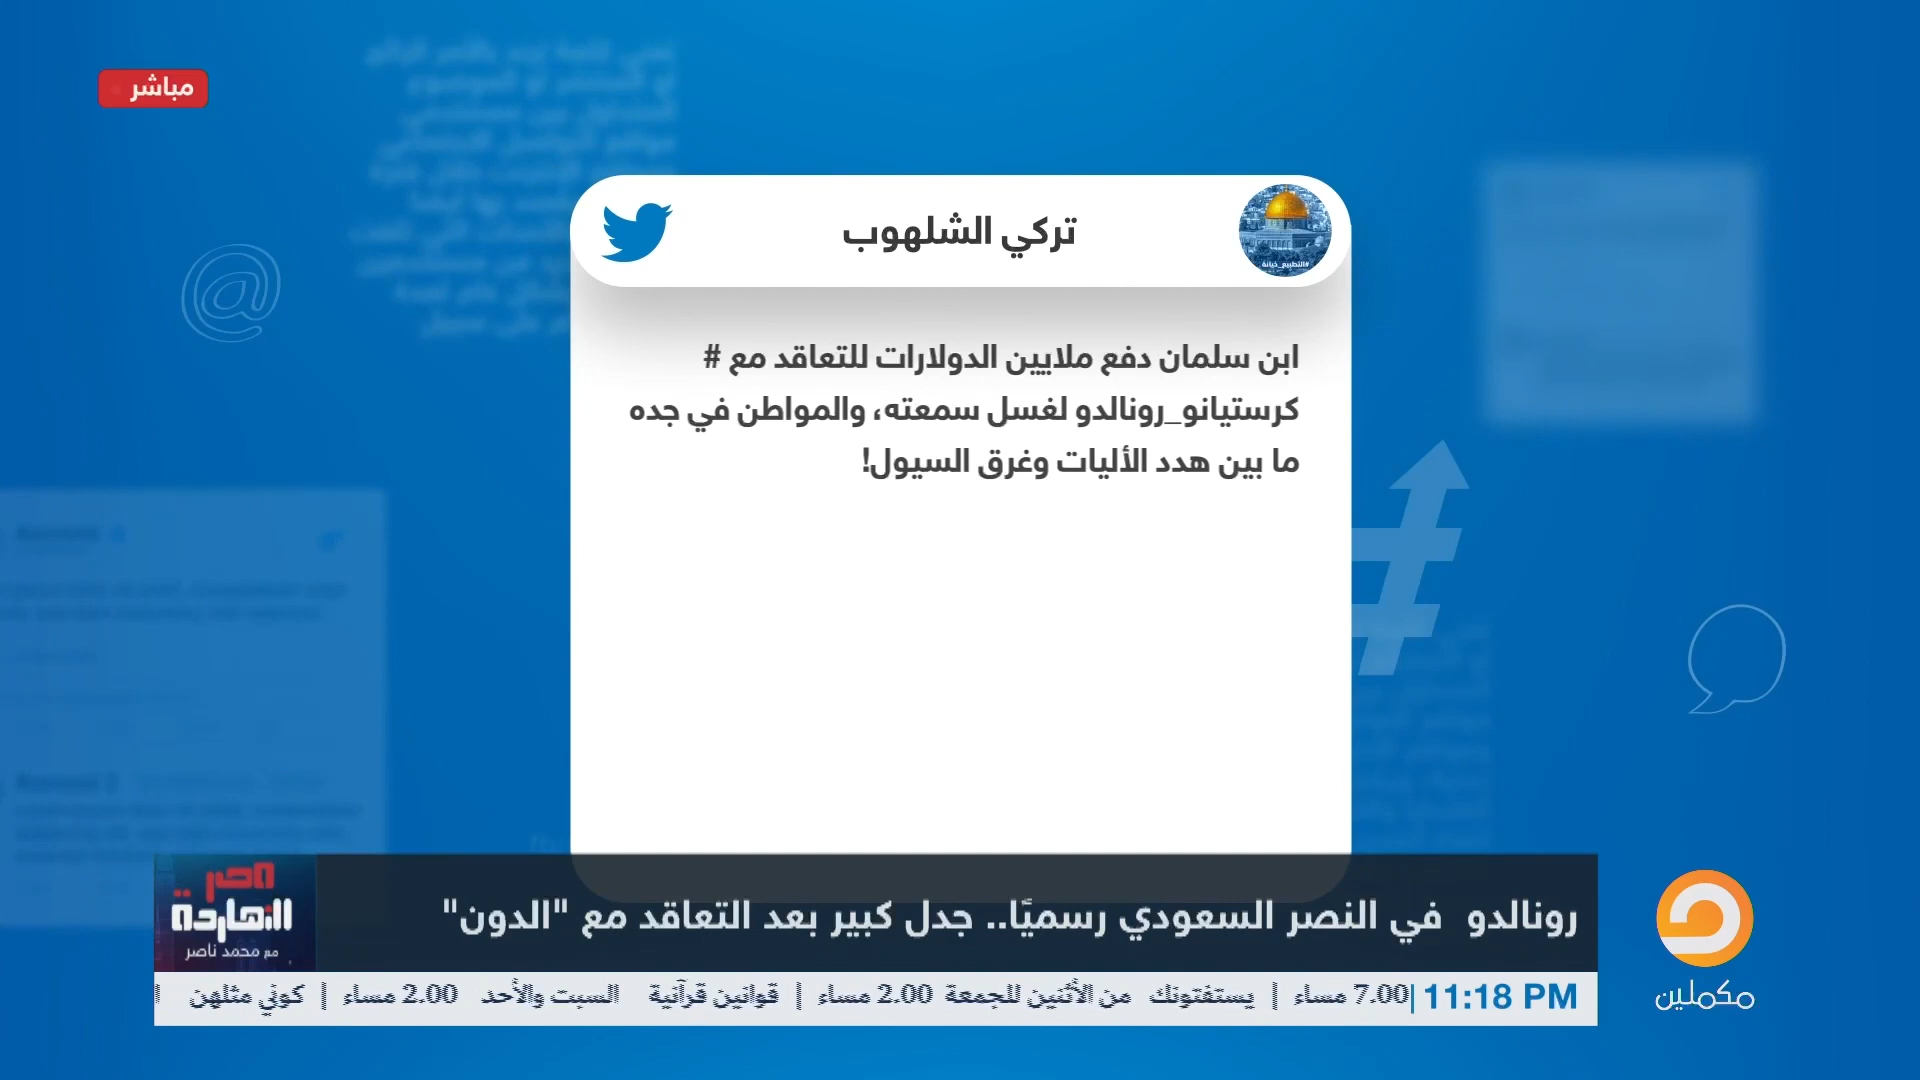 مباشر
تركي الشلهوب
#التطبيع_خيانة
ابن سلمان دفع ملايين الدولارات للتعاقد مع #
كرستيانو_رونالدو لغسل سمعته، والمواطن في جده
ما بين هدد الأليات وغرق السيول!
رونالدو في النصر السعودي رسميًا.. جدل كبير بعد التعاقد مع "الدون"
مصر
النهاردة
مع محمد ناصر
11:18 PM
7.00 مساء | يستفتونك من الأثنين للجمعة 2.00 مساء | قوانين قرآنية السبت والأحد 2.00 مساء | كوني مثلهن
مكملين